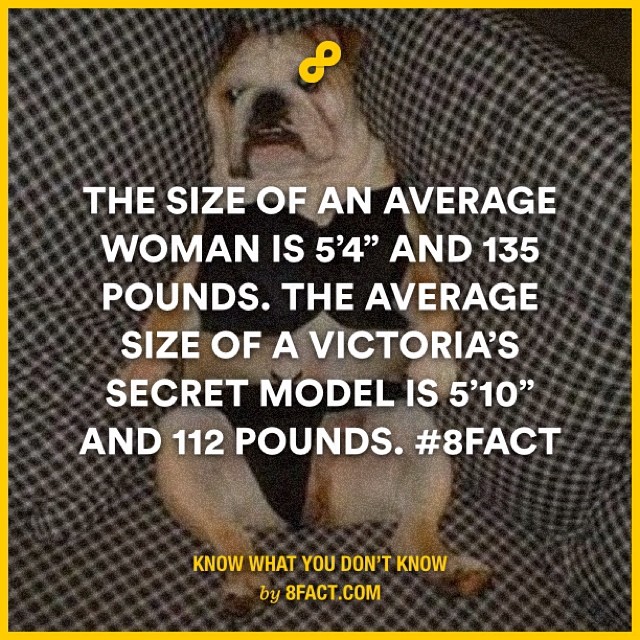 THE SIZE OF AN AVERAGE
WOMAN IS 5’4” AND 135
POUNDS. THE AVERAGE
SIZE OF A VICTORIA’S
SECRET MODEL IS 5’10”
AND 112 POUNDS. #8FACT
KNOW WHAT YOU DON’T KNOW
by 8FACT.COM